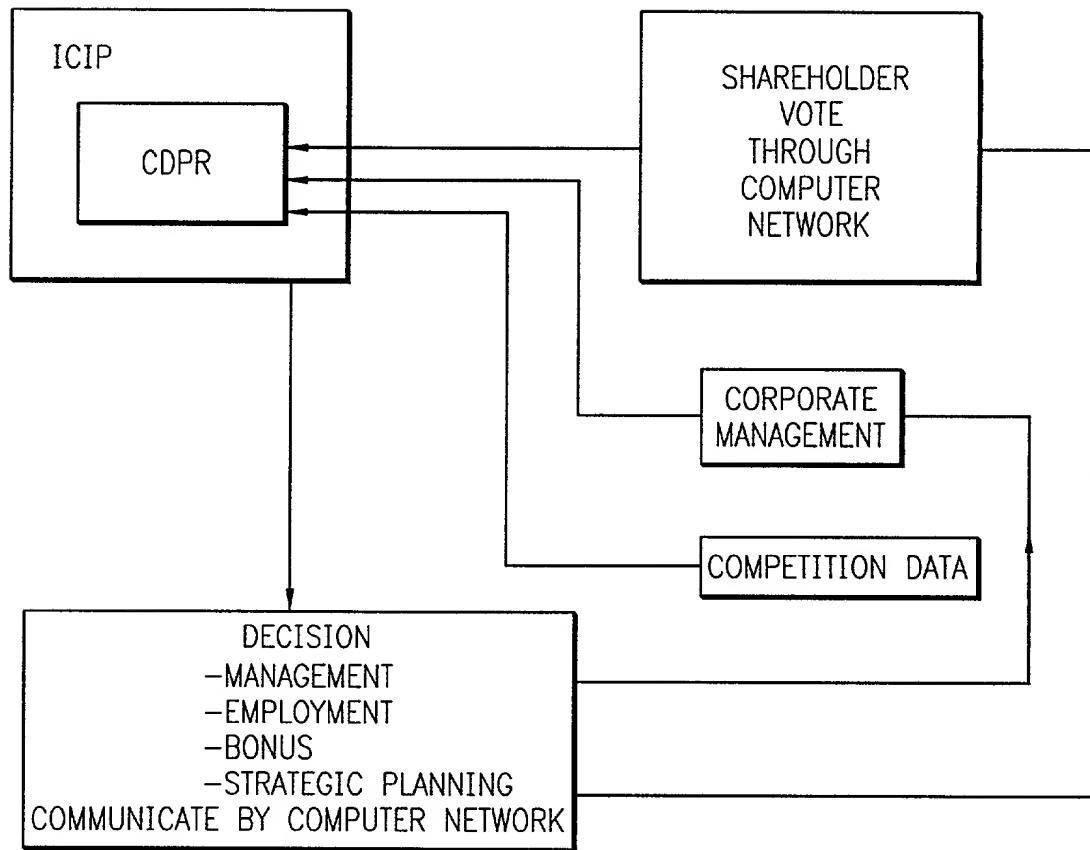 ICIP
CDPR
SHAREHOLDER
VOTE
THROUGH
COMPUTER
NETWORK
CORPORATE
MANAGEMENT
COMPETITION DATA
DECISION
-MANAGEMENT
-EMPLOYMENT
-BONUS
-STRATEGIC PLANNING
COMMUNICATE BY COMPUTER NETWORK